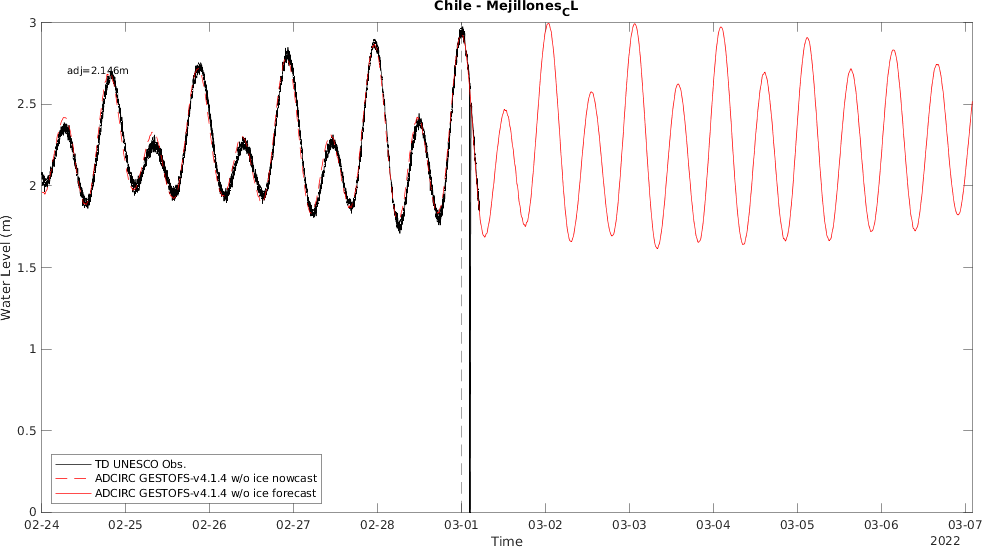 Chile - Mejillones_CL
adj=2.146m
3
2.5
2
1.5
1
0.5
0
Water Level (m)
TD UNESCO Obs.
ADCIRC GESTOFS-v4.1.4 w/o ice nowcast
ADCIRC GESTOFS-v4.1.4 w/o ice forecast
02-24 02-25 02-26 02-27 02-28 03-01 03-02 03-03 03-04 03-05 03-06 03-07
Time
2022